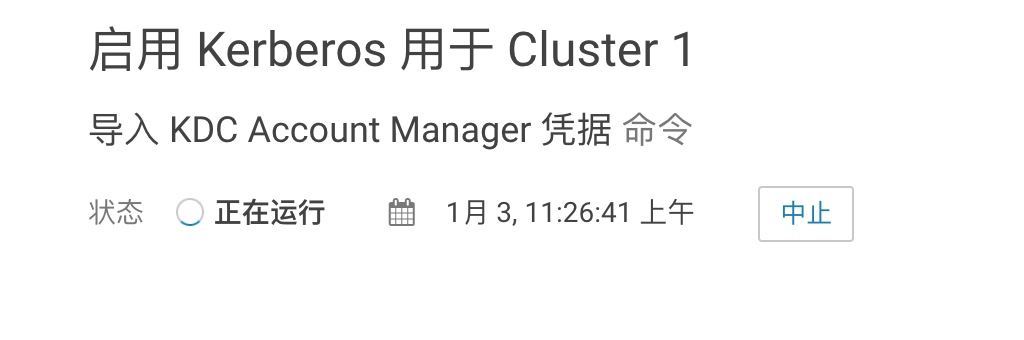 启用 Kerberos 用于 Cluster 1
导入 KDC Account Manager 凭据 命令
状态 正在运行 1月 3, 11:26:41 上午 中止